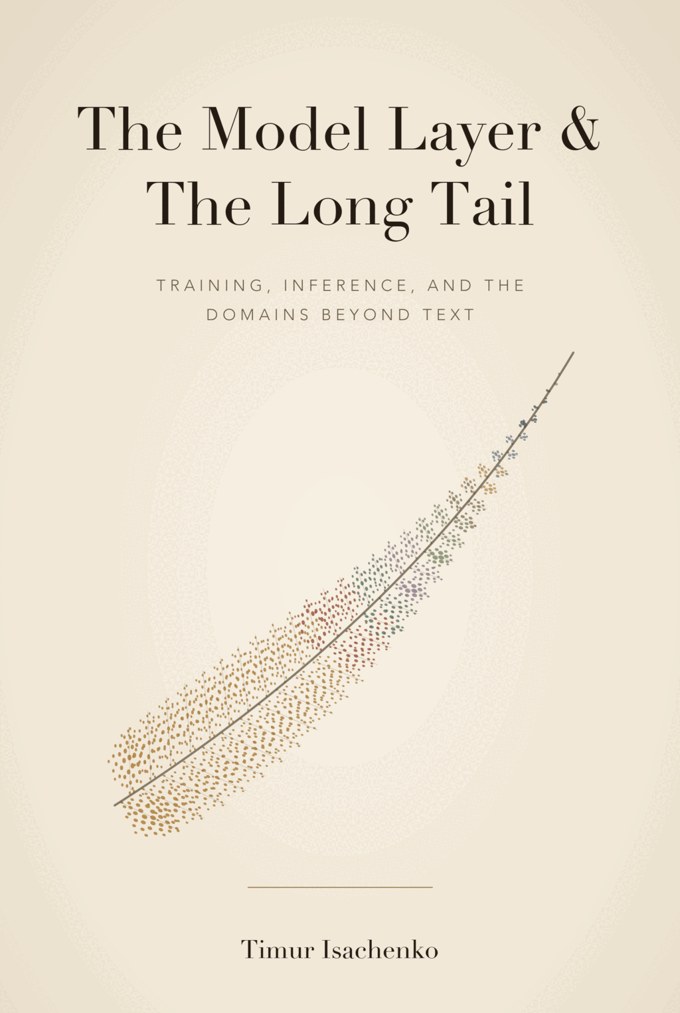 The Model Layer &
The Long Tail
TRAINING, INFERENCE, AND THE
DOMAINS BEYOND TEXT
Timur Isachenko